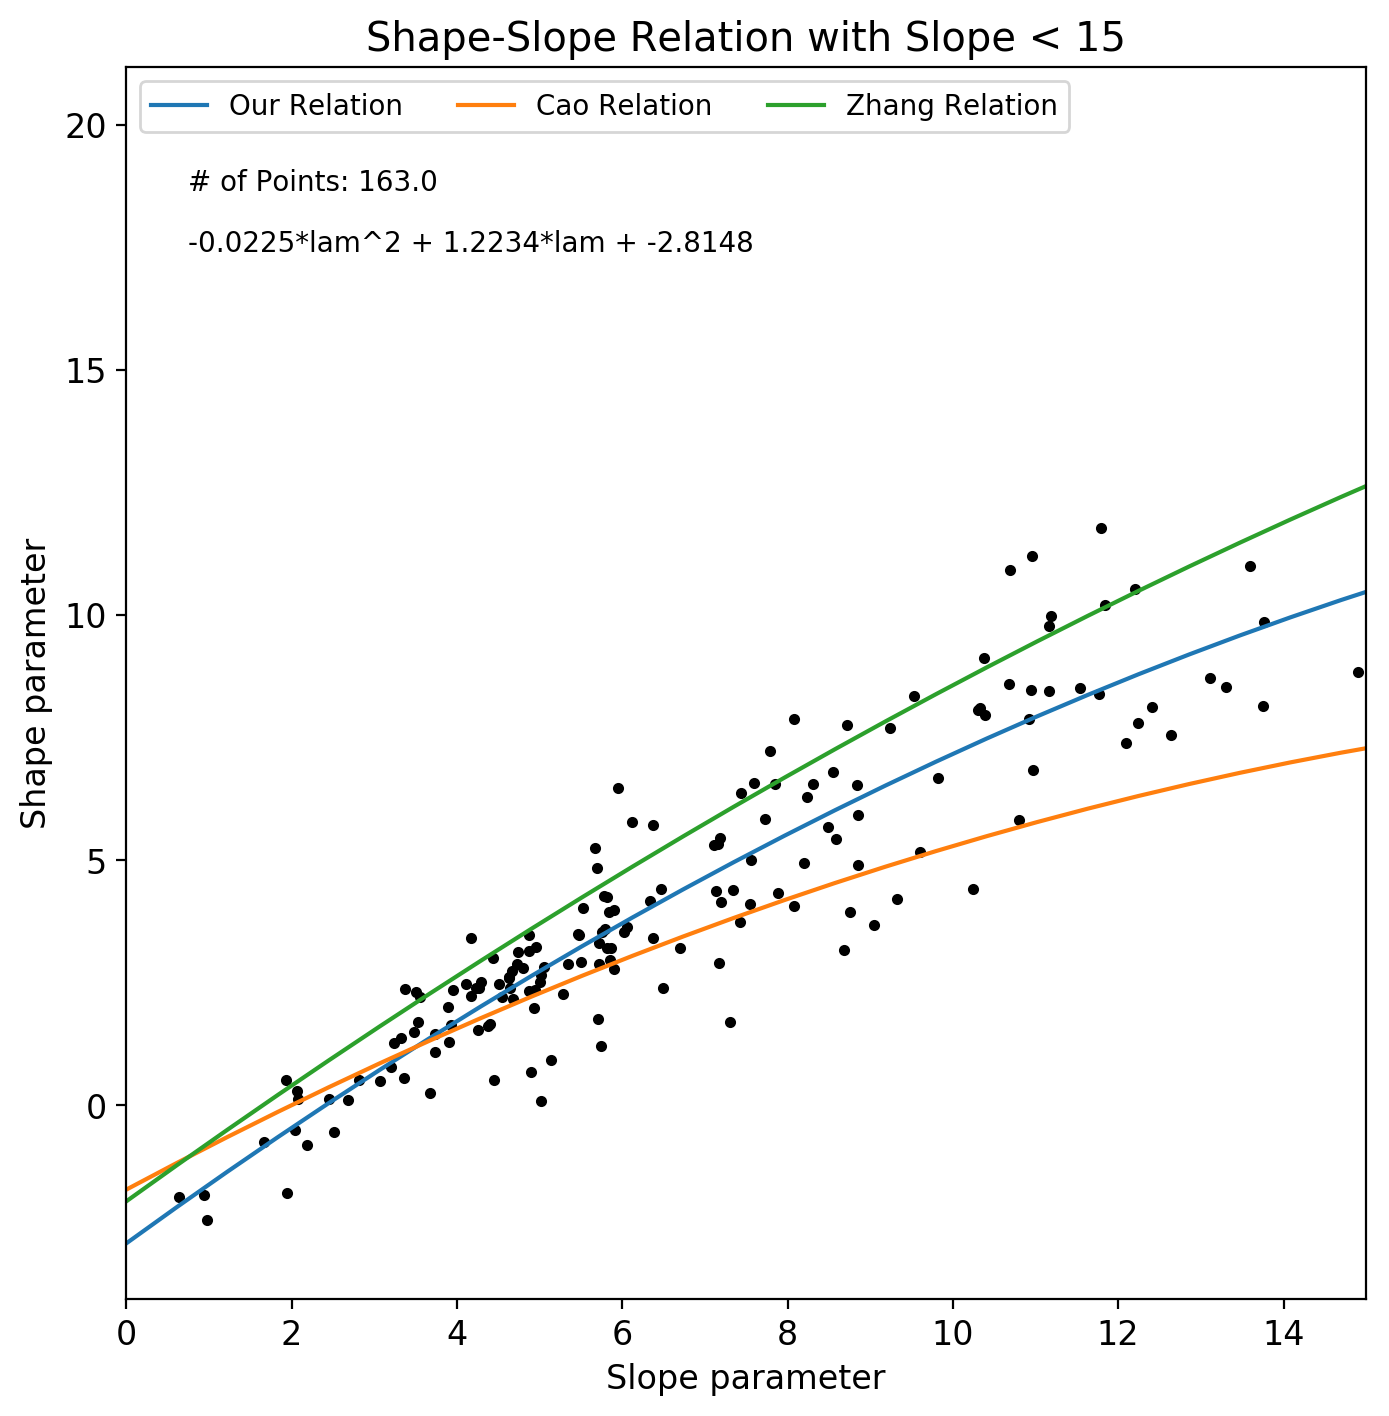 Shape-Slope Relation with Slope < 15
Our Relation Cao Relation Zhang Relation
# of Points: 163.0
-0.0225*lam^2 + 1.2234*lam + -2.8148
20
15
10
5
0
Shape parameter
0 2 4 6 8 10 12 14
Slope parameter